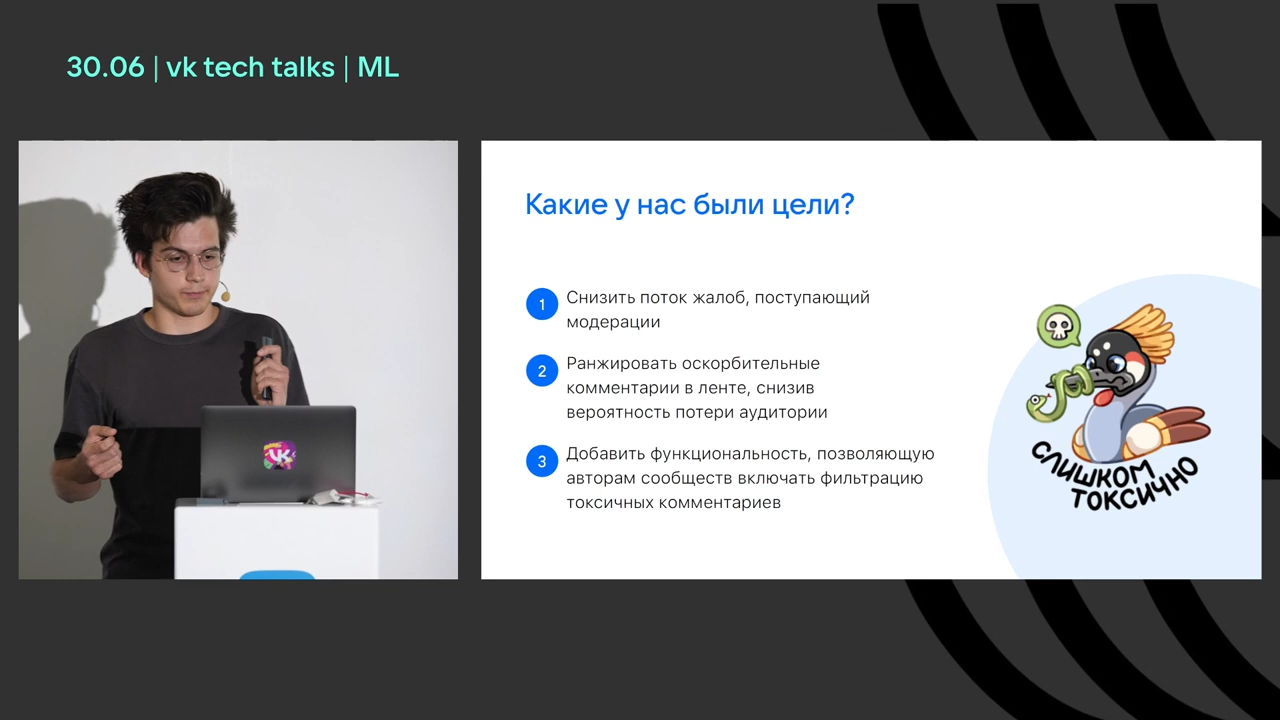 30.06 | vk tech talks | ML
Какие у нас были цели?
1
Снизить поток жалоб, поступающий
модерации
2
Ранжировать оскорбительные
комментарии в ленте, снизив
вероятность потери аудитории
3
Добавить функциональность, позволяющую
авторам сообществ включать фильтрацию
токсичных комментариев
СЛИШКОМ
ТОКСИЧНО
VK